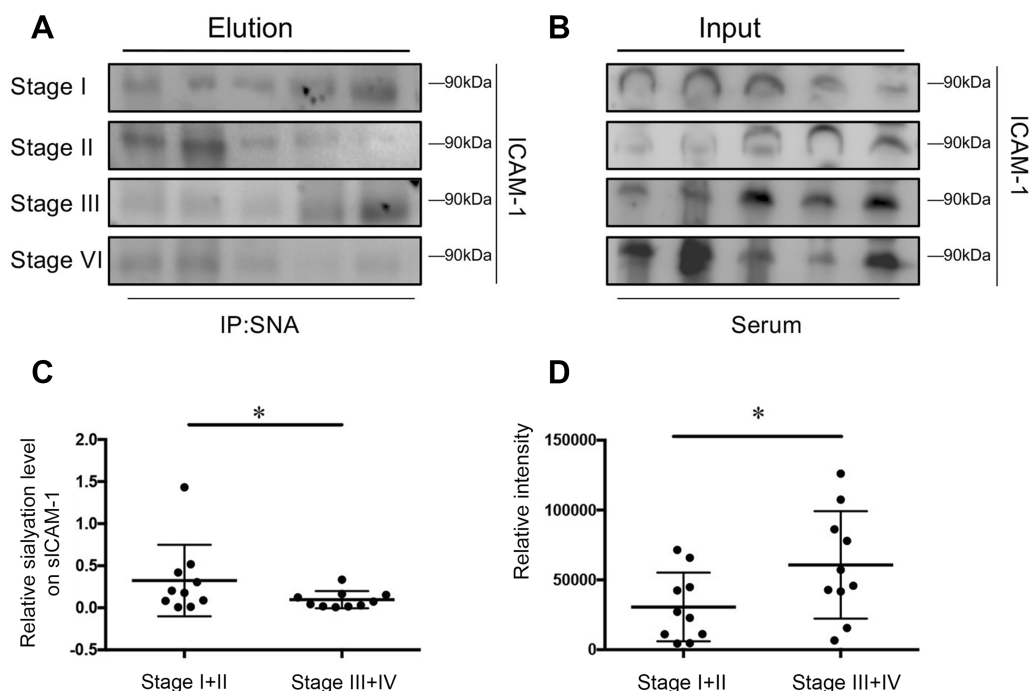 A
Elution
Stage I
—90kDa
Stage II
—90kDa
Stage III
—90kDa
Stage VI
—90kDa
ICAM-1
IP:SNA
B
Input
—90kDa
—90kDa
—90kDa
—90kDa
ICAM-1
Serum
C
*
Relative sialyation level
on sICAM-1
2.0
1.5
1.0
0.5
0.0
-0.5
Stage I+II
Stage III+IV
D
*
Relative intensity
150000
100000
50000
0
Stage I+II
Stage III+IV